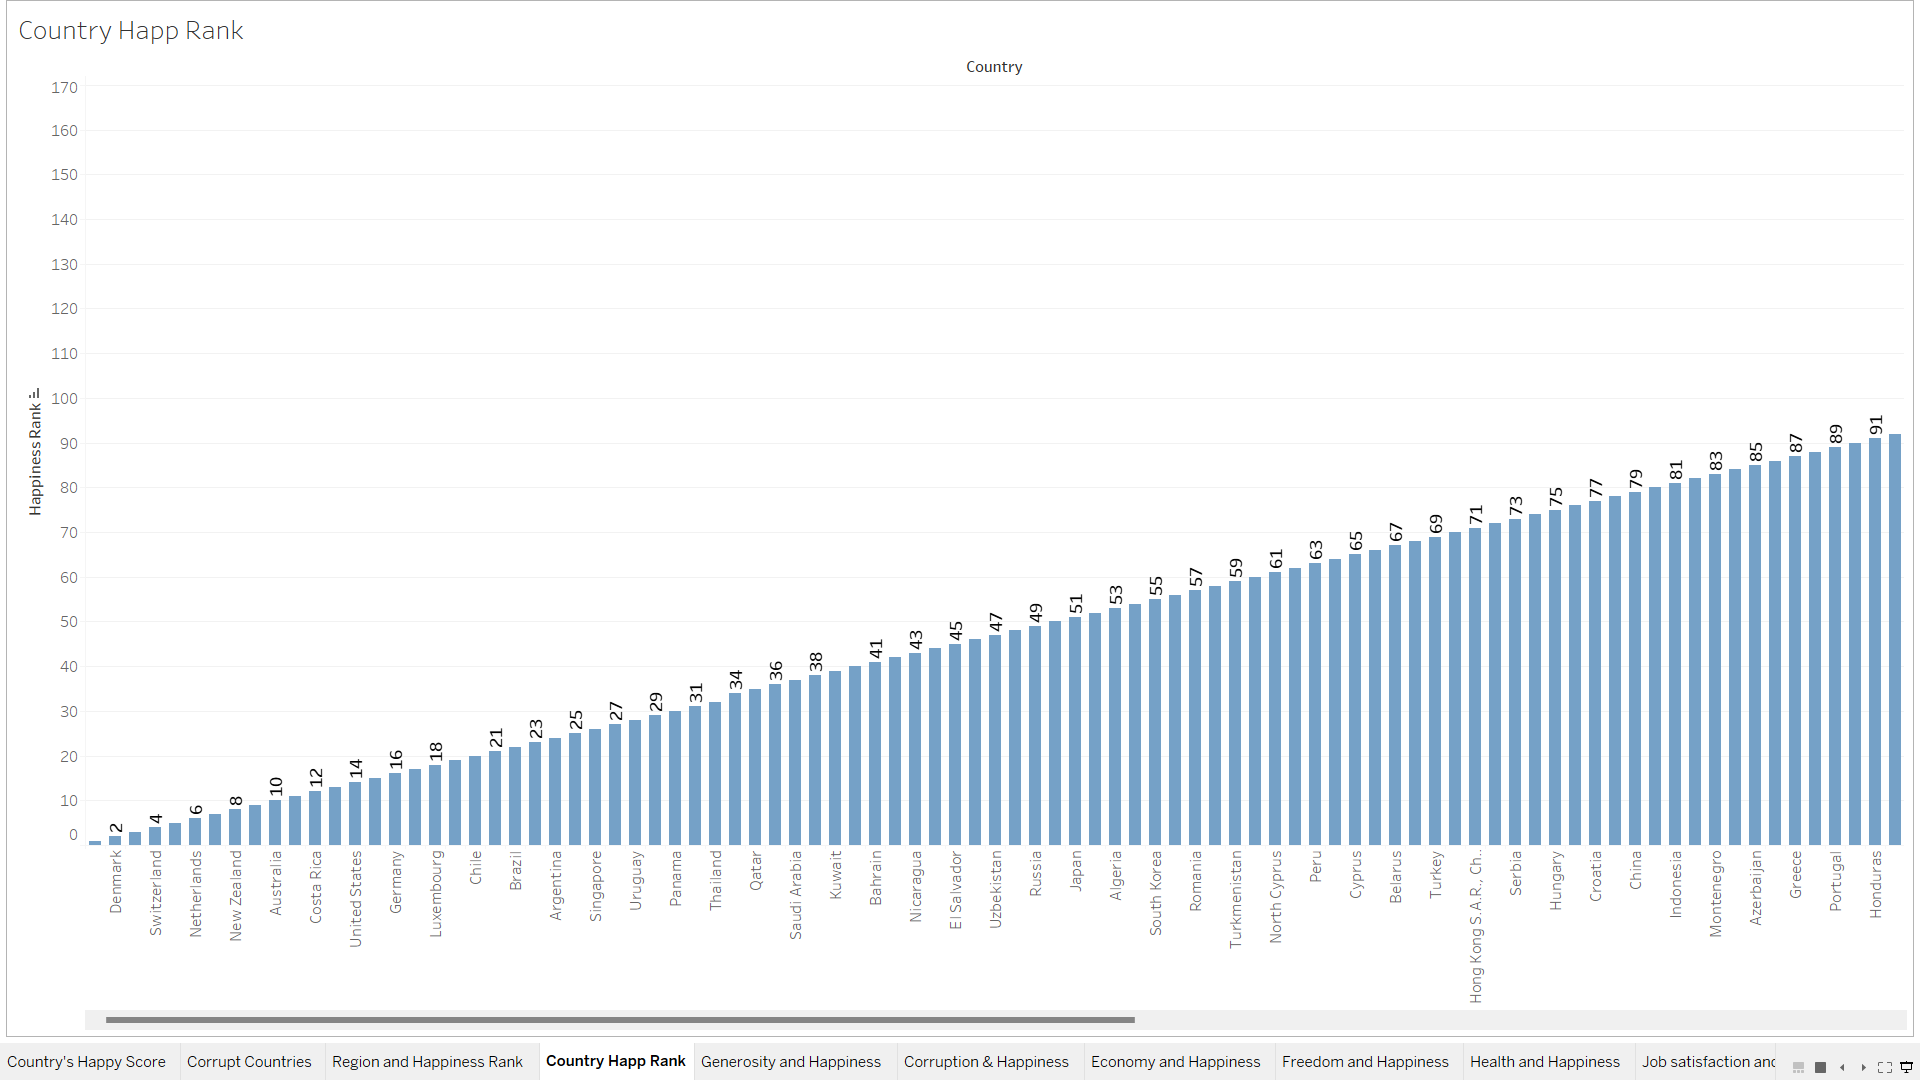 Country Happ Rank
Country
170
160
150
140
130
120
110
100
90
80
70
60
50
40
30
20
10
0
Happiness Rank
2
4
6
8
10
12
14
16
18
21
23
25
27
29
31
34
36
38
41
43
45
47
49
51
53
55
57
59
61
63
65
67
69
71
73
75
77
79
81
83
85
87
89
91
Denmark
Switzerland
Netherlands
New Zealand
Australia
Costa Rica
United States
Germany
Luxembourg
Chile
Brazil
Argentina
Singapore
Uruguay
Panama
Thailand
Qatar
Saudi Arabia
Kuwait
Bahrain
Nicaragua
El Salvador
Uzbekistan
Russia
Japan
Algeria
South Korea
Romania
Turkmenistan
North Cyprus
Peru
Cyprus
Belarus
Turkey
Hong Kong S.A.R., Ch..
Serbia
Hungary
Croatia
China
Indonesia
Montenegro
Azerbaijan
Greece
Portugal
Honduras
Country's Happy Score
Corrupt Countries
Region and Happiness Rank
Country Happ Rank
Generosity and Happiness
Corruption & Happiness
Economy and Happiness
Freedom and Happiness
Health and Happiness
Job satisfaction and